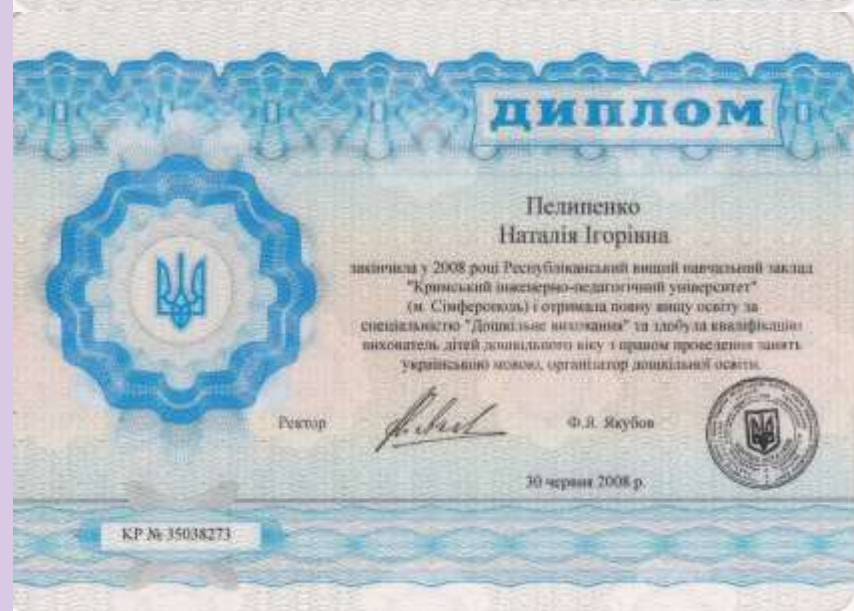 ДИПЛОМ
Пелипенко
Наталія Ігорівна
закінчила у 2008 році Республіканський вищий навчальний заклад
"Кримський інженерно-педагогічний університет"
(м. Сімферополь) і отримала повну вищу освіту за
спеціальністю "Дошкільне виховання" та здобула кваліфікацію
вихователь дітей дошкільного віку з правом проведення занять
українською мовою, організатор дошкільної освіти.
Ректор
Ф.Я. Якубов
30 червня 2008 р.
КР № 35038273